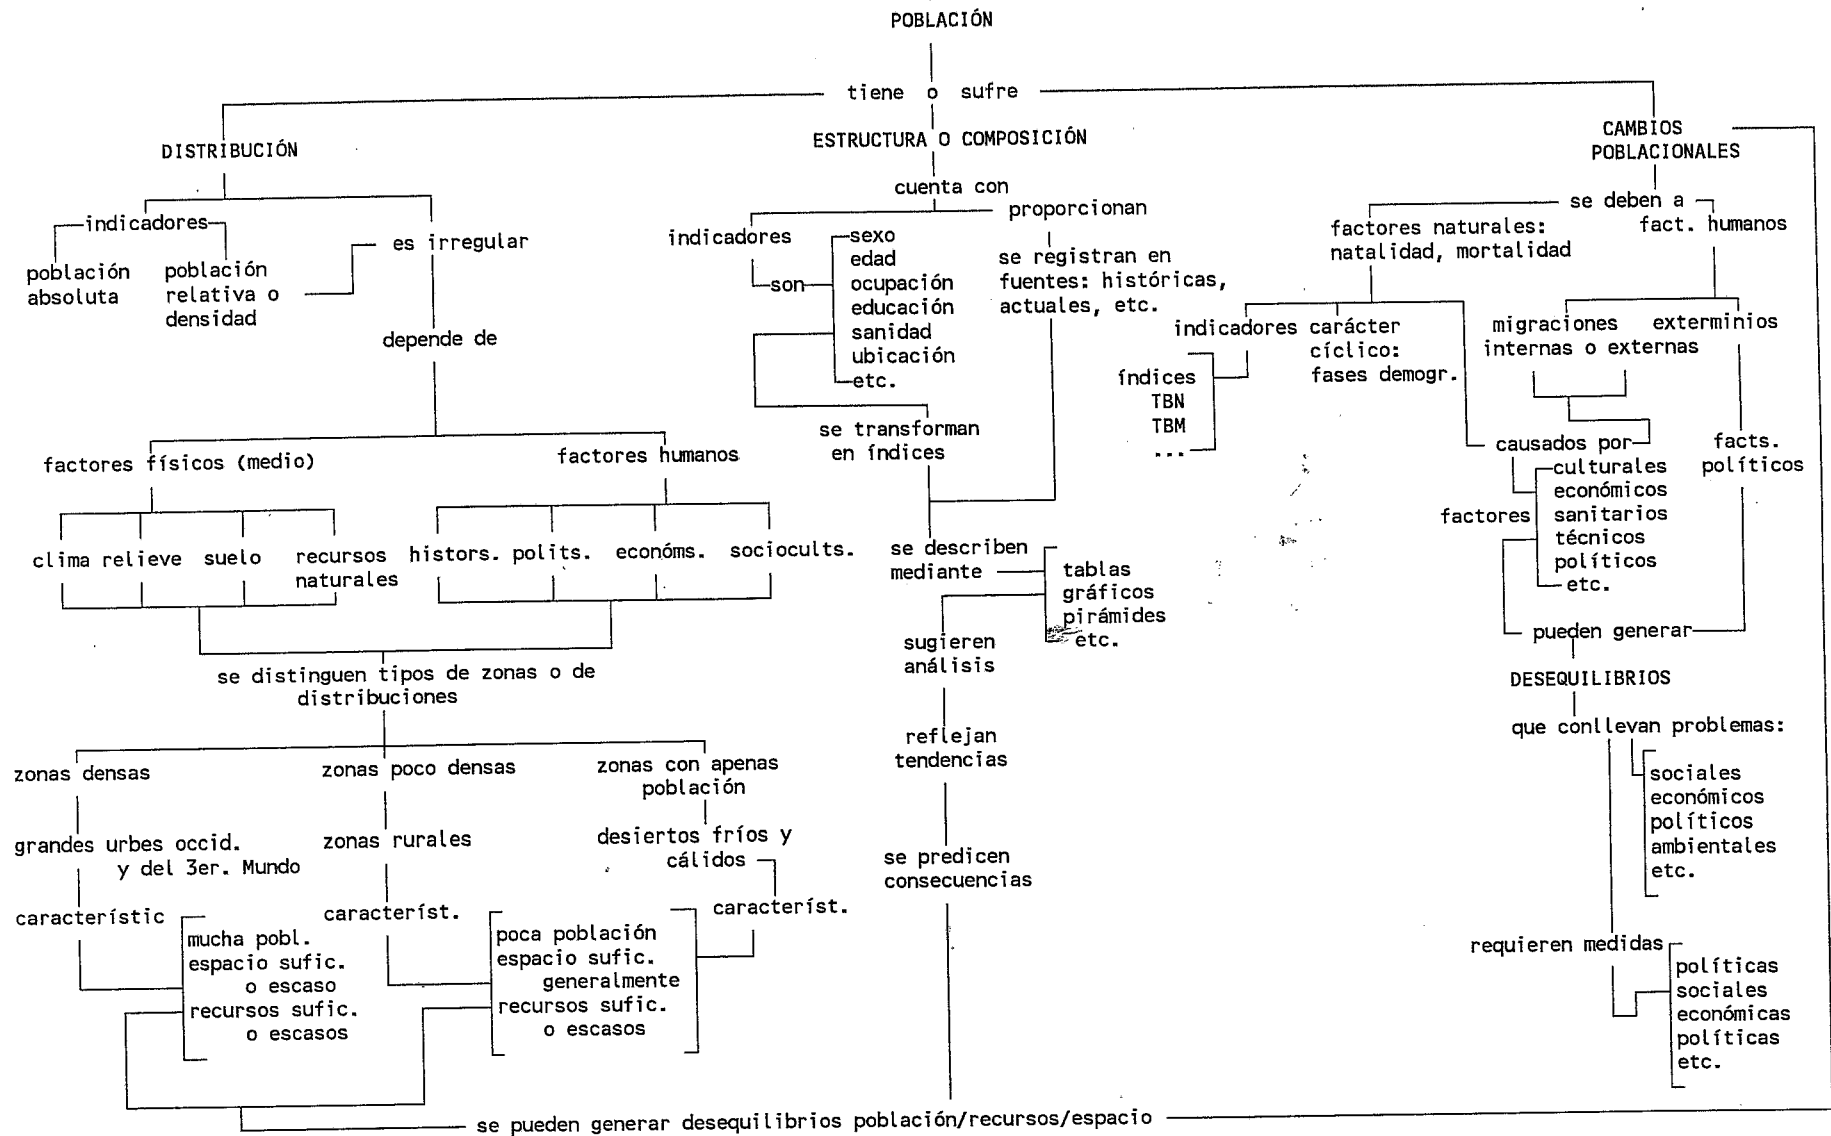 POBLACIÓN
tiene o sufre
DISTRIBUCIÓN
indicadores
población
absoluta
población
relativa o
densidad
es irregular
depende de
factores físicos (medio)
clima
relieve
suelo
recursos
naturales
factores humanos
histors.
polits.
económs.
sociocults.
se distinguen tipos de zonas o de
distribuciones
zonas densas
grandes urbes occid.
y del 3er. Mundo
característic
mucha pobl.
espacio sufic.
o escaso
recursos sufic.
o escasos
zonas poco densas
zonas rurales
característ.
poca población
espacio sufic.
generalmente
recursos sufic.
o escasos
zonas con apenas
población
desiertos fríos y
cálidos
característ.
ESTRUCTURA O COMPOSICIÓN
cuenta con
indicadores
son
sexo
edad
ocupación
educación
sanidad
ubicación
etc.
proporcionan
se registran en
fuentes: históricas,
actuales, etc.
se transforman
en índices
se describen
mediante
tablas
gráficos
pirámides
etc.
sugieren
análisis
reflejan
tendencias
se predicen
consecuencias
se pueden generar desequilibrios población/recursos/espacio
CAMBIOS
POBLACIONALES
se deben a
factores naturales:
natalidad, mortalidad
fact. humanos
indicadores
índices
TBN
TBM
...
carácter
cíclico:
fases demogr.
migraciones
internas o externas
exterminios
causados por
factores
culturales
económicos
sanitarios
técnicos
políticos
etc.
facts.
políticos
pueden generar
DESEQUILIBRIOS
que conllevan problemas:
sociales
económicos
políticos
ambientales
etc.
requieren medidas
políticas
sociales
económicas
políticas
etc.